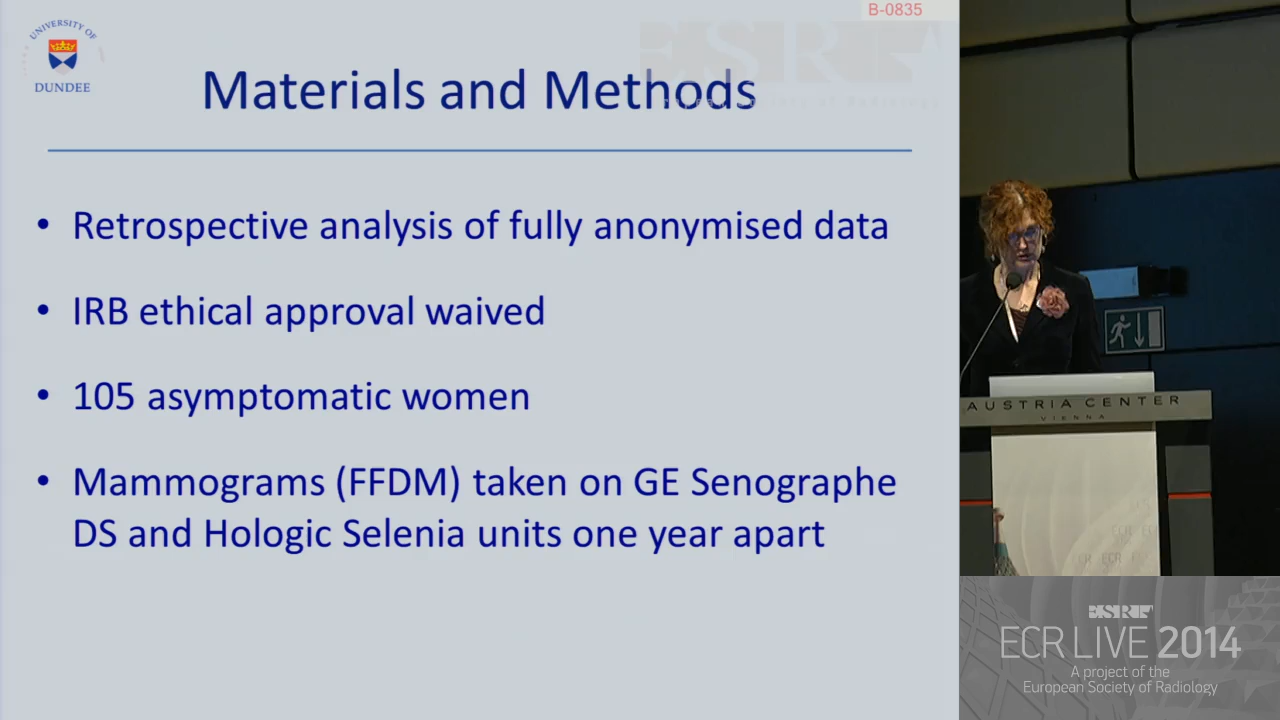 B-0835
UNIVERSITY OF
DUNDEE
Materials and Methods
• Retrospective analysis of fully anonymised data
• IRB ethical approval waived
• 105 asymptomatic women
• Mammograms (FFDM) taken on GE Senographe
DS and Hologic Selenia units one year apart
AUSTRIA CENTER
VIENNA
ECR LIVE 2014
A project of the
European Society of Radiology